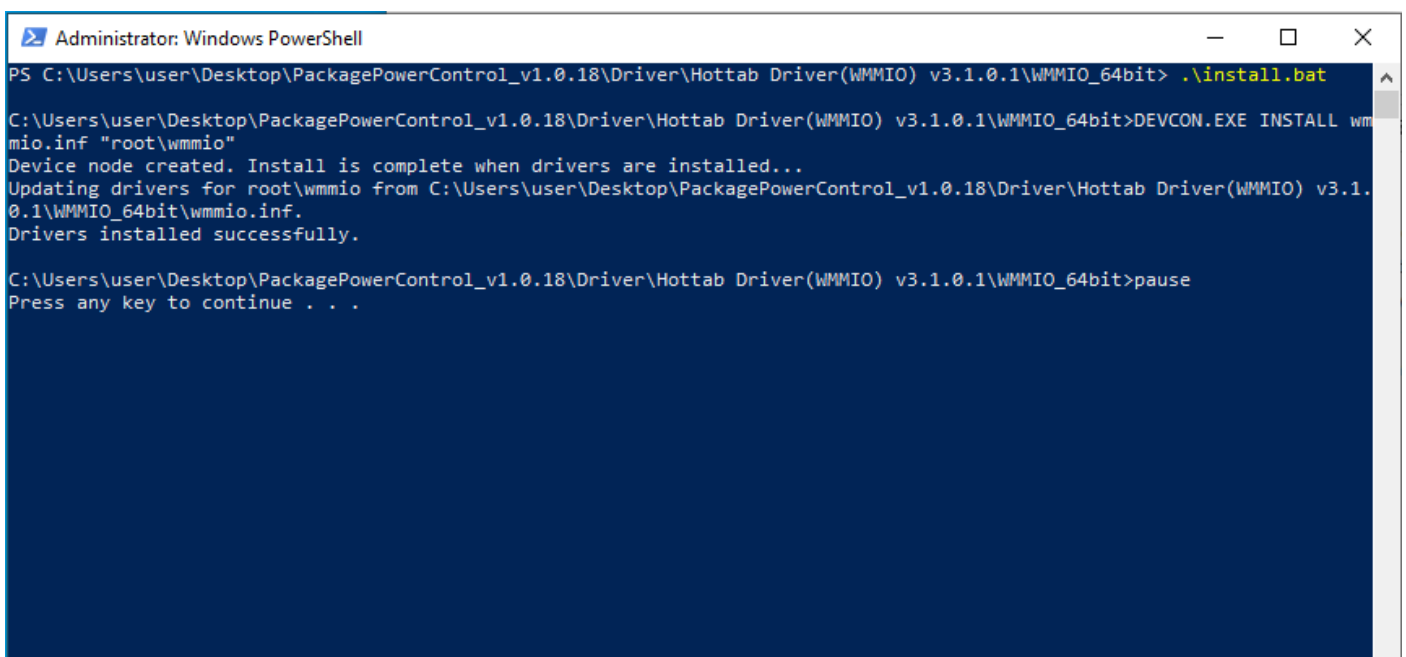 Administrator: Windows PowerShell
PS C:\Users\user\Desktop\PackagePowerControl_v1.0.18\Driver\Hottab Driver(WMMIO) v3.1.0.1\WMMIO_64bit> .\install.bat
C:\Users\user\Desktop\PackagePowerControl_v1.0.18\Driver\Hottab Driver(WMMIO) v3.1.0.1\WMMIO_64bit>DEVCON.EXE INSTALL wm
mio.inf "root\wmmio"
Device node created. Install is complete when drivers are installed...
Updating drivers for root\wmmio from C:\Users\user\Desktop\PackagePowerControl_v1.0.18\Driver\Hottab Driver(WMMIO) v3.1.
0.1\WMMIO_64bit\wmmio.inf.
Drivers installed successfully.
C:\Users\user\Desktop\PackagePowerControl_v1.0.18\Driver\Hottab Driver(WMMIO) v3.1.0.1\WMMIO_64bit>pause
Press any key to continue . . .